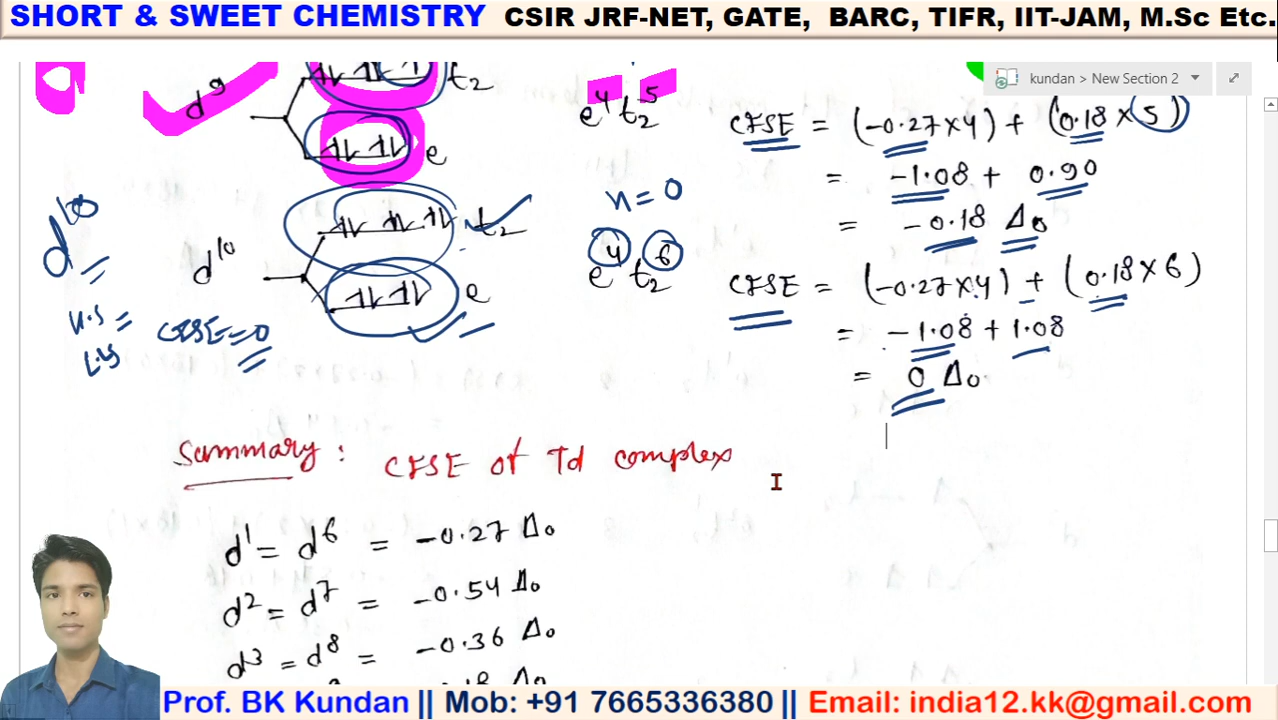 SHORT & SWEET CHEMISTRY CSIR JRF-NET, GATE, BARC, TIFR, IIT-JAM, M.Sc Etc.
kundan > New Section 2
d⁹ t₂ e⁴ t₂⁵ CFSE = (-0.27×4) + (0.18×5)
e
= -1.08 + 0.90
n=0
= -0.18 Δ₀
d¹⁰ d¹⁰ t₂ e⁴ t₂⁶
e CFSE = (-0.27×4) + (0.18×6)
H.S = CFSE=0
L.S
= -1.08 + 1.08
= 0 Δ₀
Summary : CFSE of Td complex
d¹ = d⁶ = -0.27 Δ₀
d² = d⁷ = -0.54 Δ₀
d³ = d⁸ = -0.36 Δ₀
Prof. BK Kundan || Mob: +91 7665336380 || Email: india12.kk@gmail.com